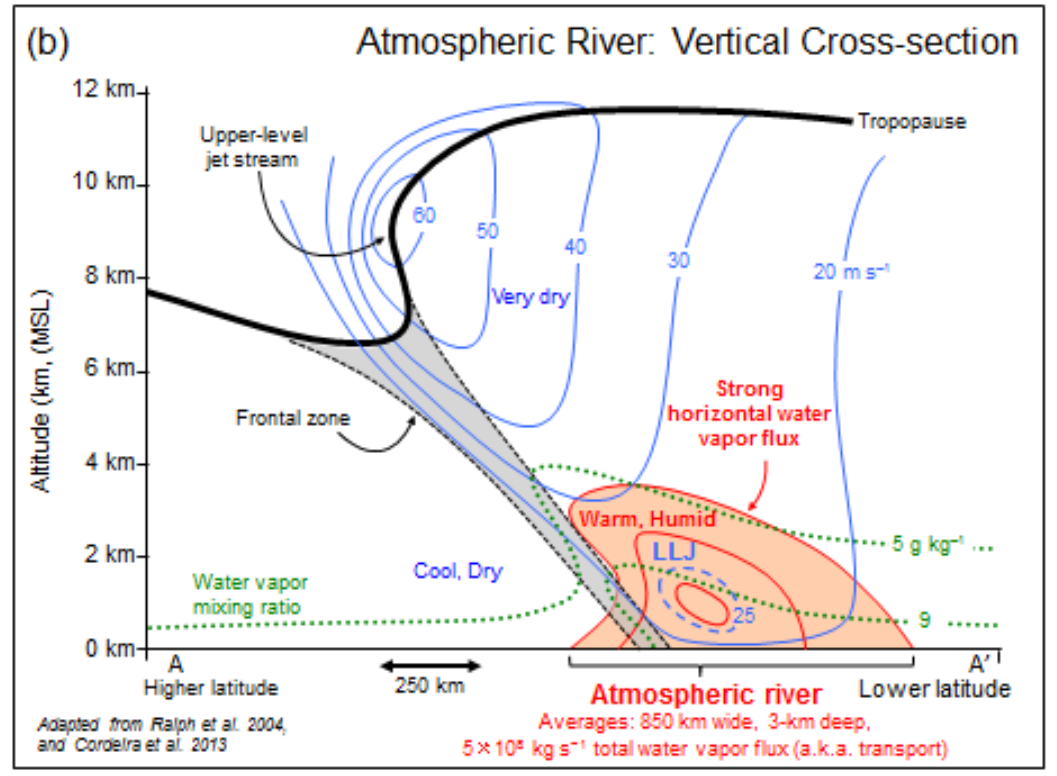 (b)
Atmospheric River: Vertical Cross-section
12 km
Upper-level
jet stream
Tropopause
10 km
60
50
40
30
20 m s⁻¹
8 km
Very dry
Altitude (km, (MSL)
6 km
Strong
horizontal water
vapor flux
Frontal zone
4 km
Warm, Humid
5 g kg⁻¹
2 km
LLJ
Cool, Dry
Water vapor
mixing ratio
25
9
0 km
A
A′
Higher latitude
250 km
Atmospheric river
Lower latitude
Averages: 850 km wide, 3-km deep,
5 × 10⁸ kg s⁻¹ total water vapor flux (a.k.a. transport)
Adapted from Ralph et al. 2004,
and Cordeira et al. 2013